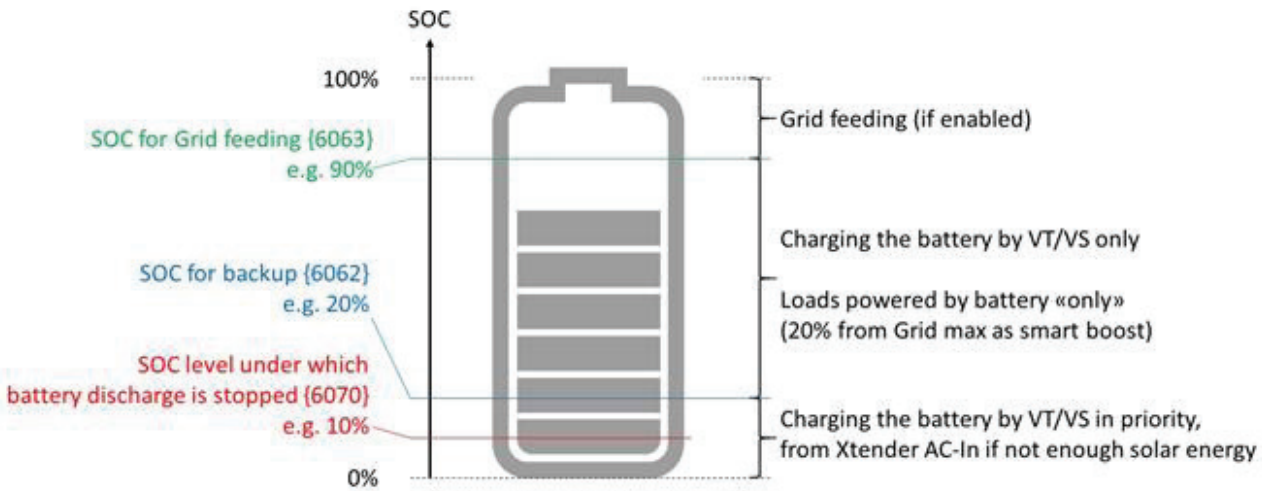 SOC
100%
Grid feeding (if enabled)
SOC for Grid feeding {6063}
e.g. 90%
Charging the battery by VT/VS only
SOC for backup {6062}
e.g. 20%
Loads powered by battery «only»
(20% from Grid max as smart boost)
SOC level under which
battery discharge is stopped {6070}
e.g. 10%
Charging the battery by VT/VS in priority,
from Xtender AC-In if not enough solar energy
0%